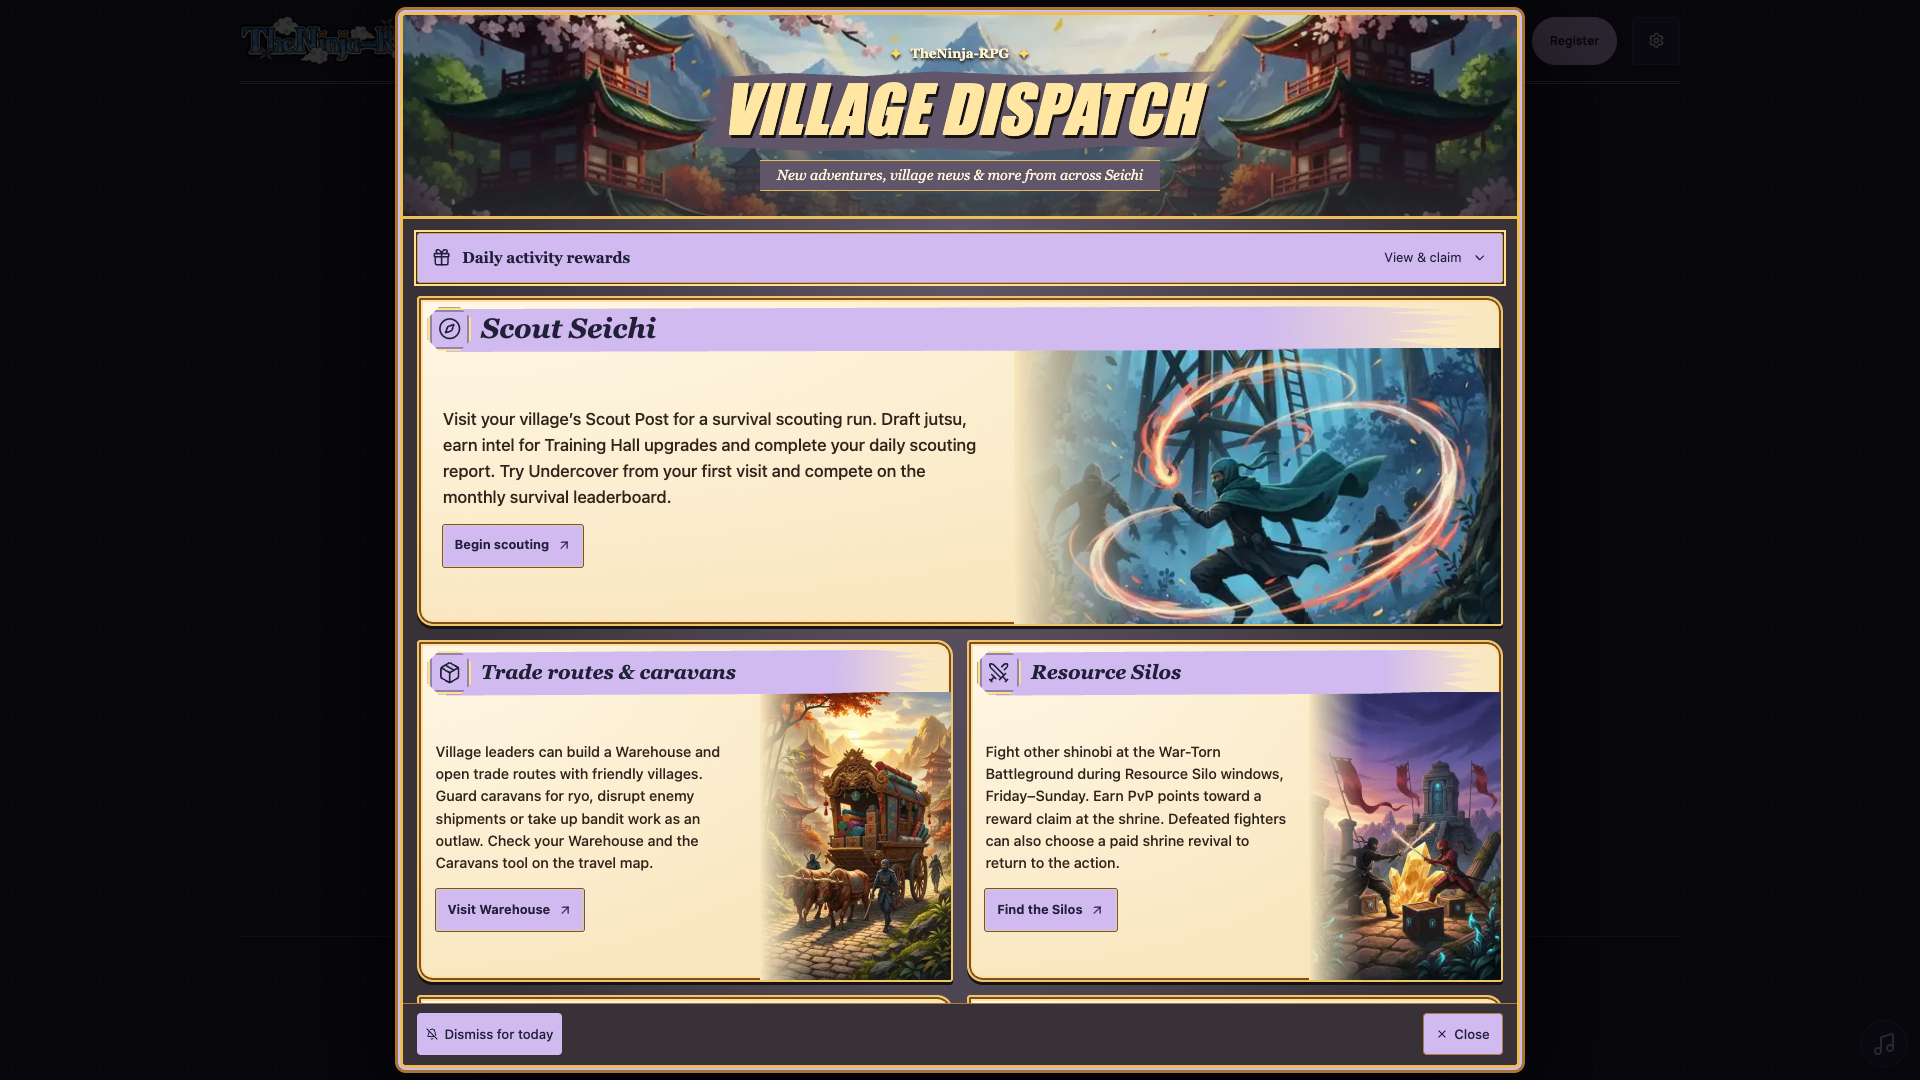 TheNinja-R
Register
TheNinja-RPG
VILLAGE DISPATCH
New adventures, village news & more from across Seichi
Daily activity rewards
View & claim
Scout Seichi
Visit your village’s Scout Post for a survival scouting run. Draft jutsu,
earn intel for Training Hall upgrades and complete your daily scouting
report. Try Undercover from your first visit and compete on the
monthly survival leaderboard.
Begin scouting
Trade routes & caravans
Village leaders can build a Warehouse and
open trade routes with friendly villages.
Guard caravans for ryo, disrupt enemy
shipments or take up bandit work as an
outlaw. Check your Warehouse and the
Caravans tool on the travel map.
Visit Warehouse
Resource Silos
Fight other shinobi at the War-Torn
Battleground during Resource Silo windows,
Friday–Sunday. Earn PvP points toward a
reward claim at the shrine. Defeated fighters
can also choose a paid shrine revival to
return to the action.
Find the Silos
Dismiss for today
Close